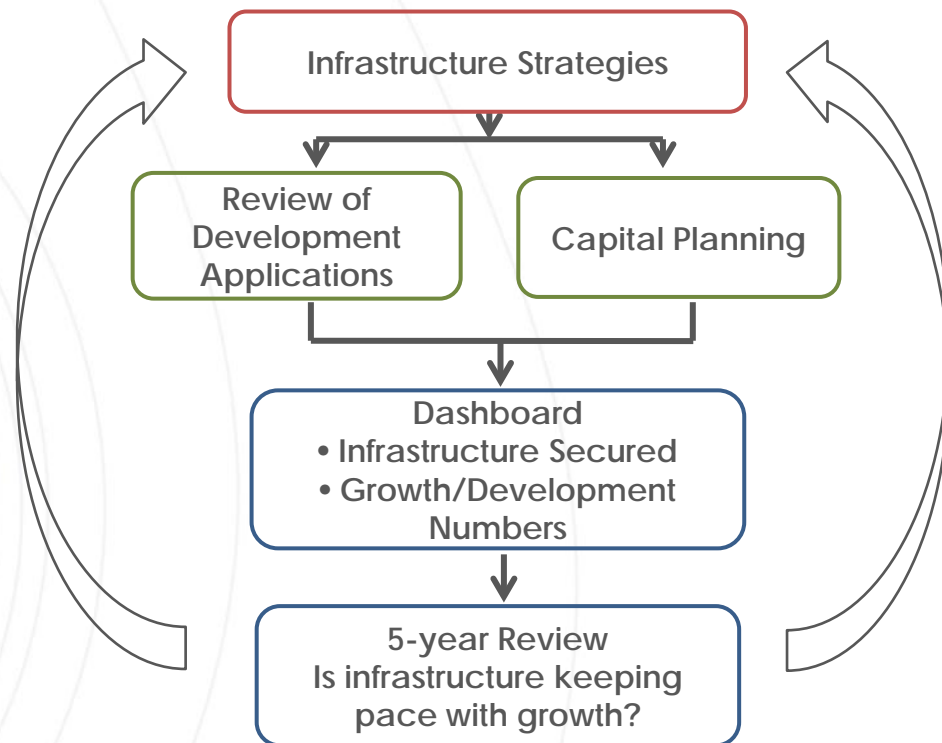 Infrastructure Strategies
Review of
Development
Applications
Capital Planning
Dashboard
• Infrastructure Secured
• Growth/Development
Numbers
5-year Review
Is infrastructure keeping
pace with growth?